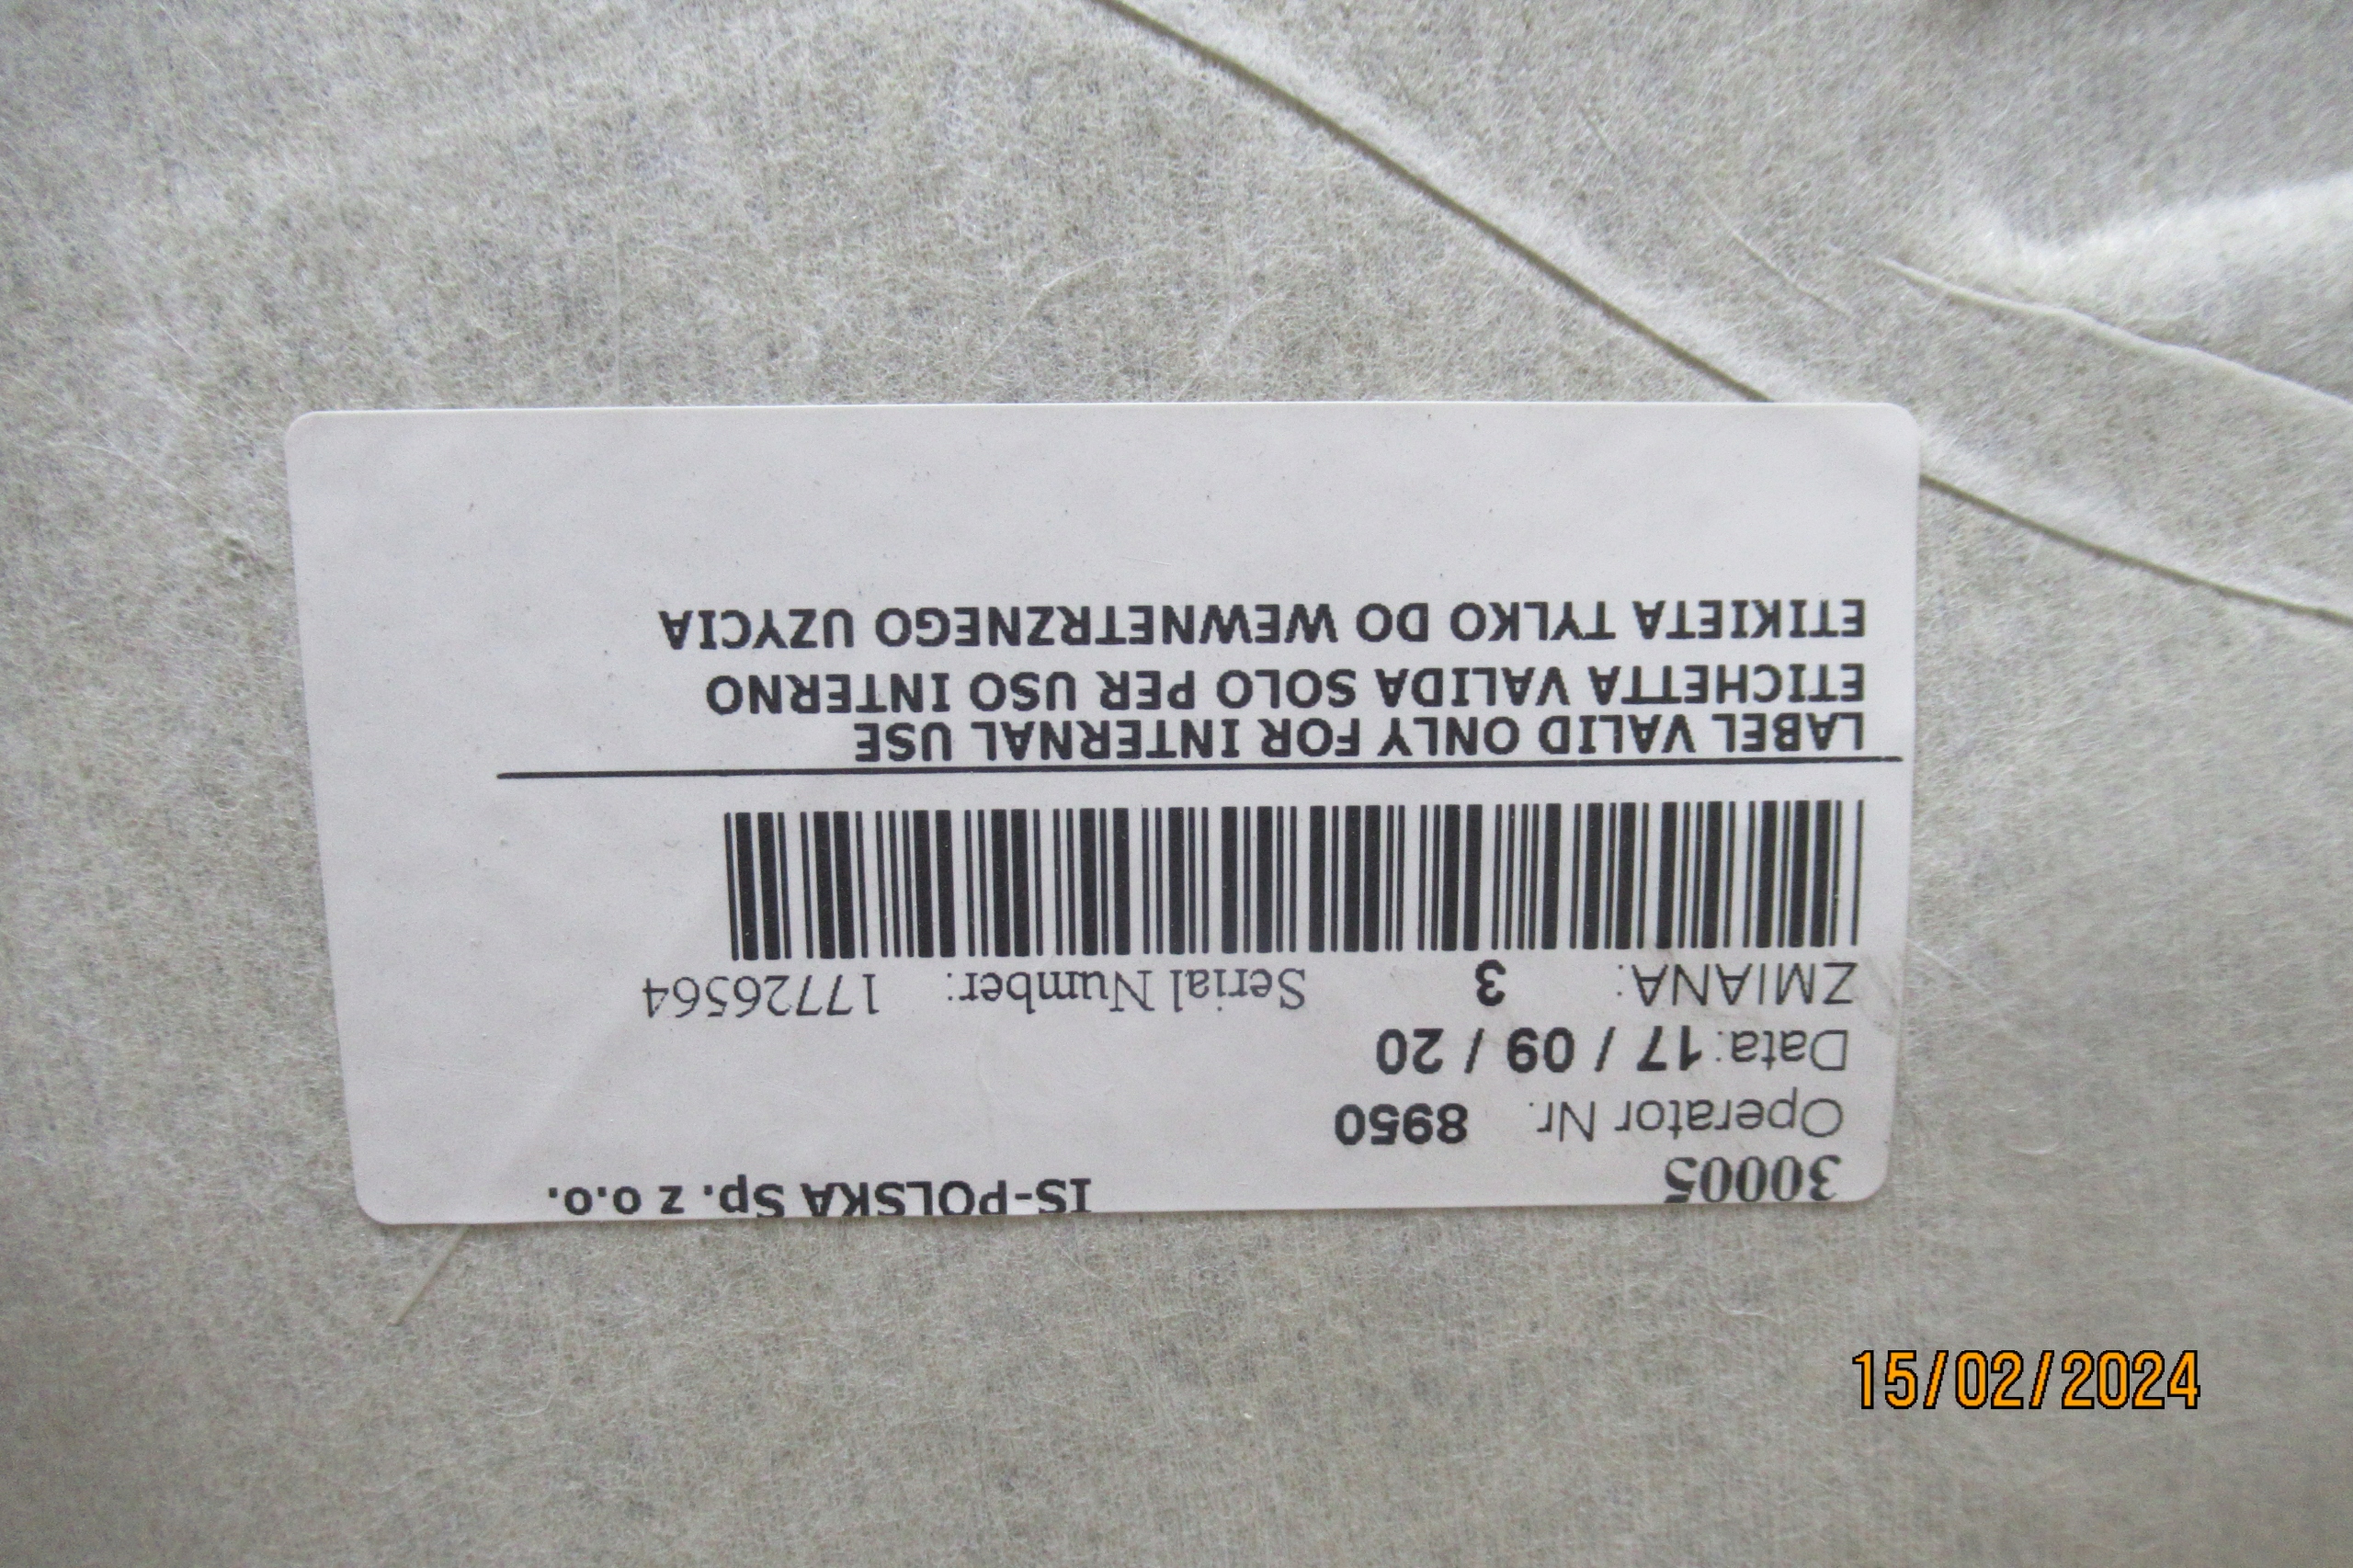 30005 IS-POLSKA Sp. z o.o.
Operator Nr. 8950
Data: 17 / 09 / 20
ZMIANA: 3 Serial Number: 17726564
LABEL VALID ONLY FOR INTERNAL USE
ETICHETTA VALIDA SOLO PER USO INTERNO
ETIKIETA TYLKO DO WEWNETRZNEGO UZYCIA
15/02/2024